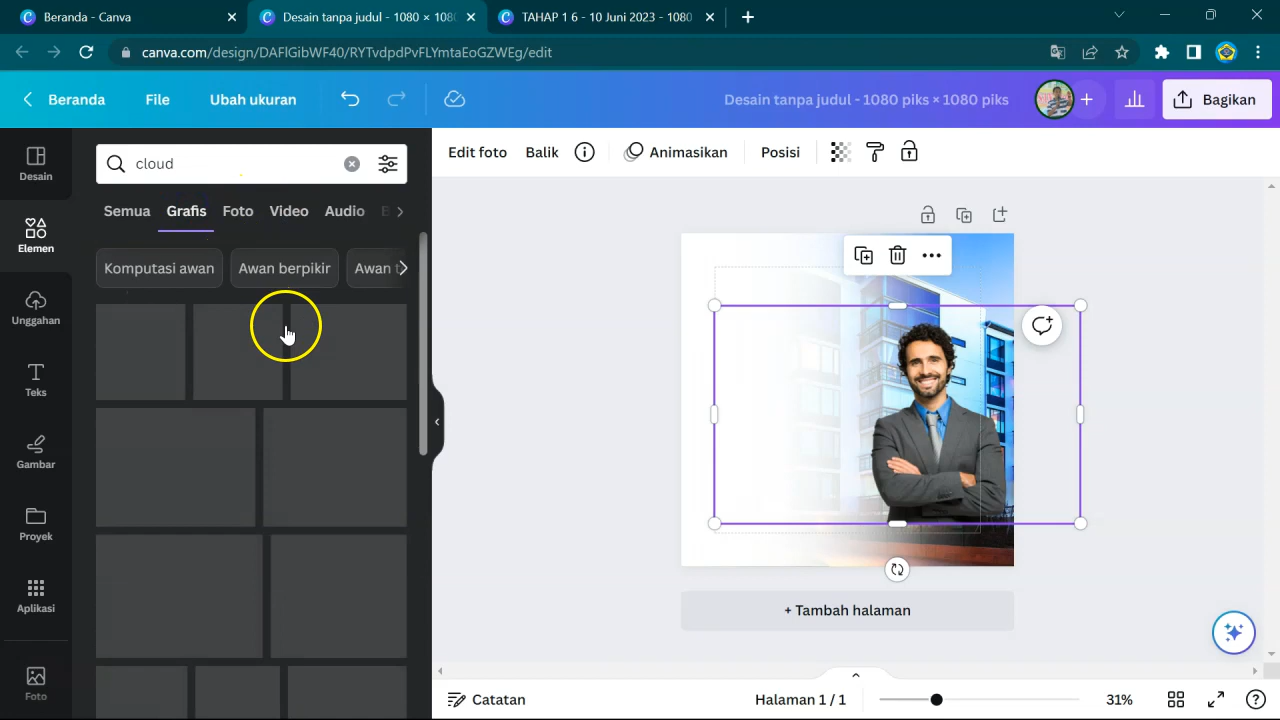 Beranda - Canva
Desain tanpa judul - 1080 × 108
TAHAP 1 6 - 10 Juni 2023 - 1080
canva.com/design/DAFlGibWF40/RYTvdpdPvFLYmtaEoGZWEg/edit
Beranda
File
Ubah ukuran
Desain tanpa judul - 1080 piks × 1080 piks
Bagikan
Desain
Elemen
Unggahan
Teks
Gambar
Proyek
Aplikasi
Foto
cloud
Semua
Grafis
Foto
Video
Audio
Komputasi awan
Awan berpikir
Awan
Edit foto
Balik
Animasikan
Posisi
+ Tambah halaman
Catatan
Halaman 1 / 1
31%